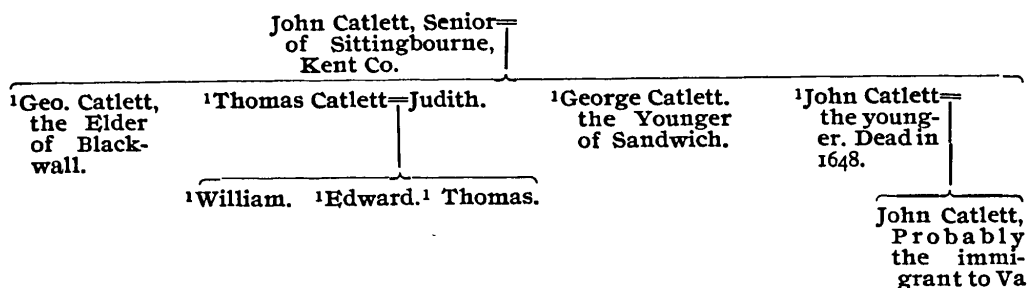 John Catlett, Senior=
of Sittingbourne,
Kent Co.
¹Geo. Catlett,
the Elder
of Black-
wall.
¹Thomas Catlett=Judith.
¹George Catlett.
the Younger
of Sandwich.
¹John Catlett=
the young-
er. Dead in
1648.
¹William. ¹Edward.¹ Thomas.
John Catlett,
Probably
the immi-
grant to Va